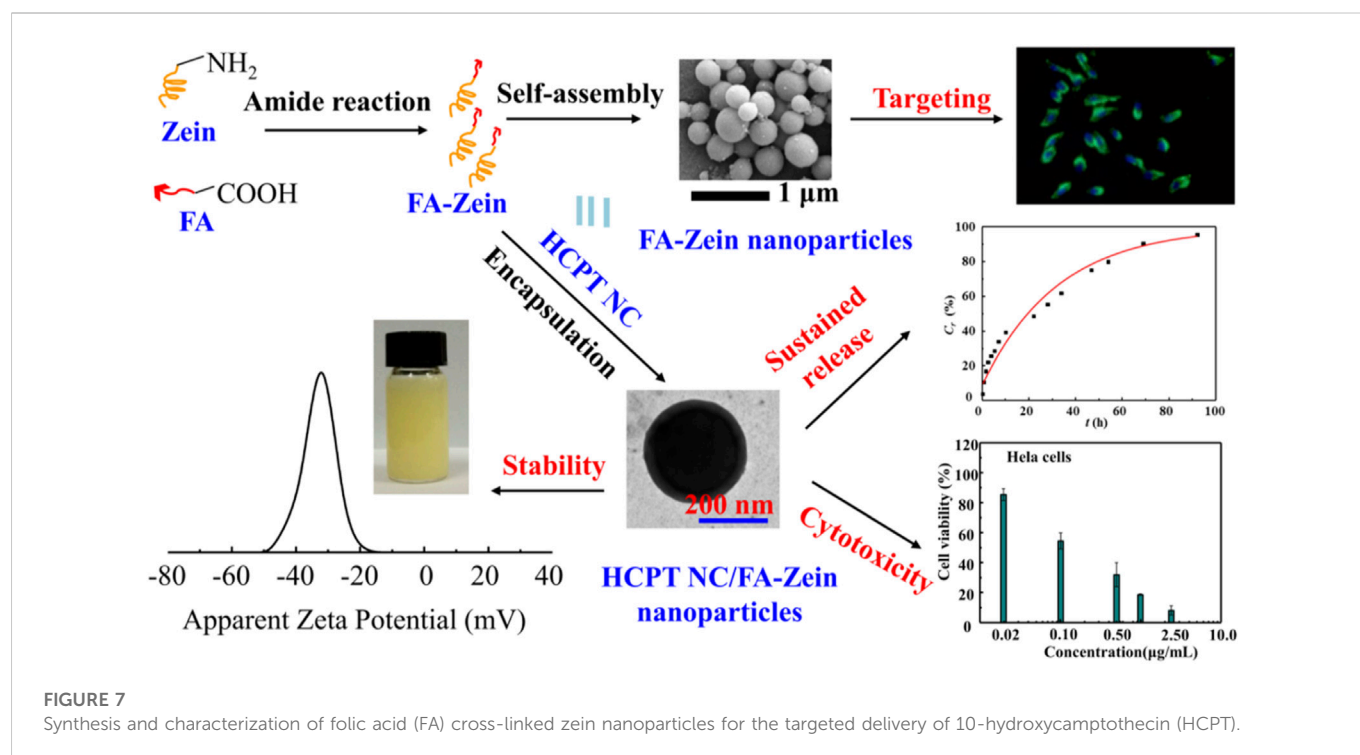 NH2
Zein
Amide reaction
FA
COOH
FA-Zein
Self-assembly
1 μm
FA-Zein nanoparticles
Targeting
HCPT NC
Encapsulation
Sustained
release
100
80
60
40
20
0
Cr (%)
0 20 40 60 80 100
t (h)
Stability
200 nm
HCPT NC/FA-Zein
nanoparticles
Cytotoxicity
-80 -60 -40 -20 0 20 40
Apparent Zeta Potential (mV)
Hela cells
120
100
80
60
40
20
0
Cell viability (%)
0.02 0.10 0.50 2.50 10.0
Concentration(μg/mL)
FIGURE 7
Synthesis and characterization of folic acid (FA) cross-linked zein nanoparticles for the targeted delivery of 10-hydroxycamptothecin (HCPT).